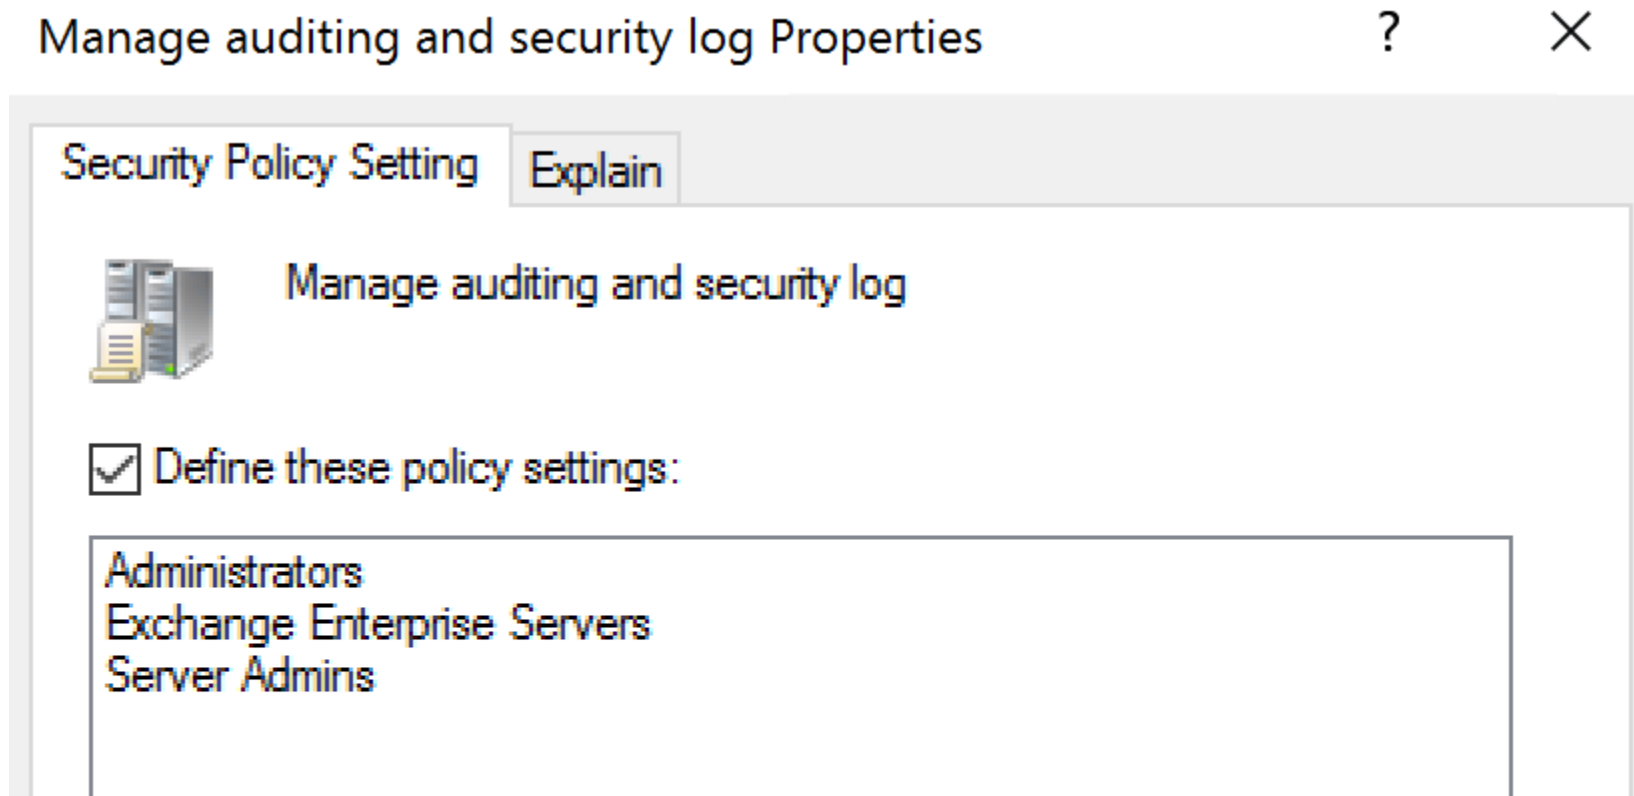 Manage auditing and security log Properties ? ✕
Security Policy Setting Explain
Manage auditing and security log
Define these policy settings:
Administrators
Exchange Enterprise Servers
Server Admins